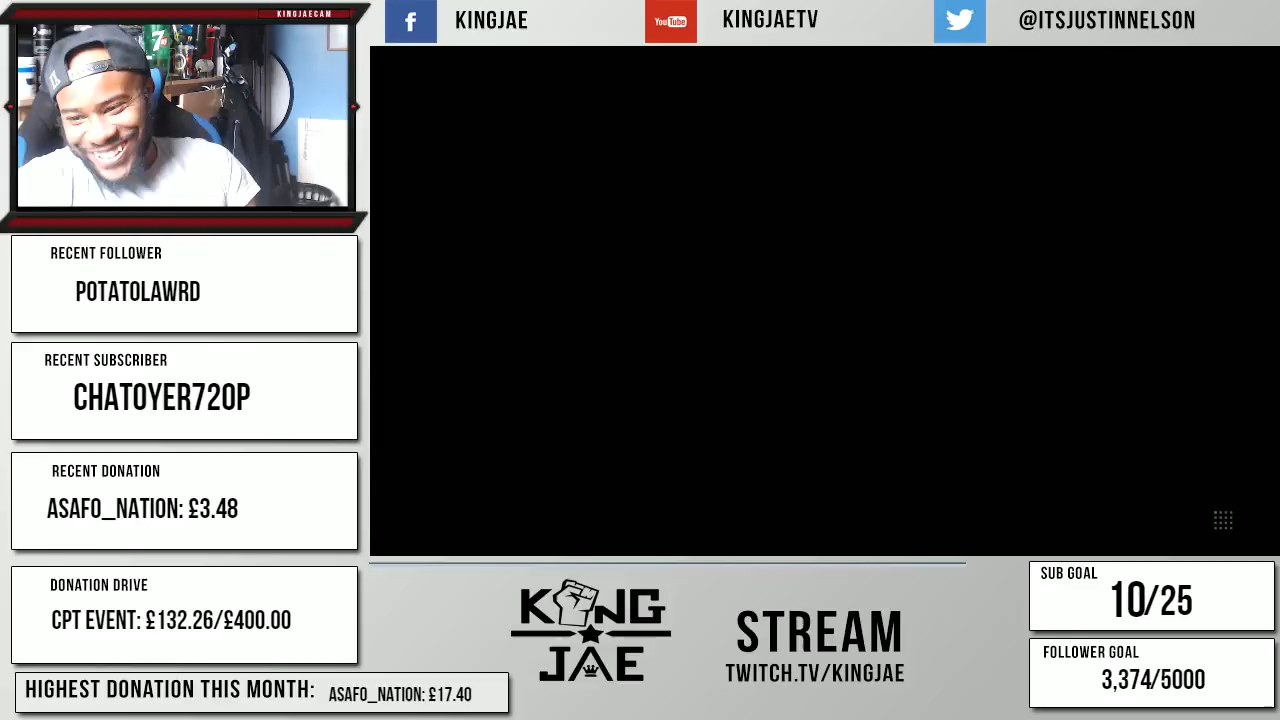 KINGJAECAM
f
KINGJAE
YouTube
KINGJAETV
@ITSJUSTINNELSON
7
RECENT FOLLOWER
POTATOLAWRD
RECENT SUBSCRIBER
CHATOYER720P
RECENT DONATION
ASAFO_NATION: £3.48
DONATION DRIVE
CPT EVENT: £132.26/£400.00
HIGHEST DONATION THIS MONTH: ASAFO_NATION: £17.40
KING
JAE
STREAM
TWITCH.TV/KINGJAE
SUB GOAL
10/25
FOLLOWER GOAL
3,374/5000